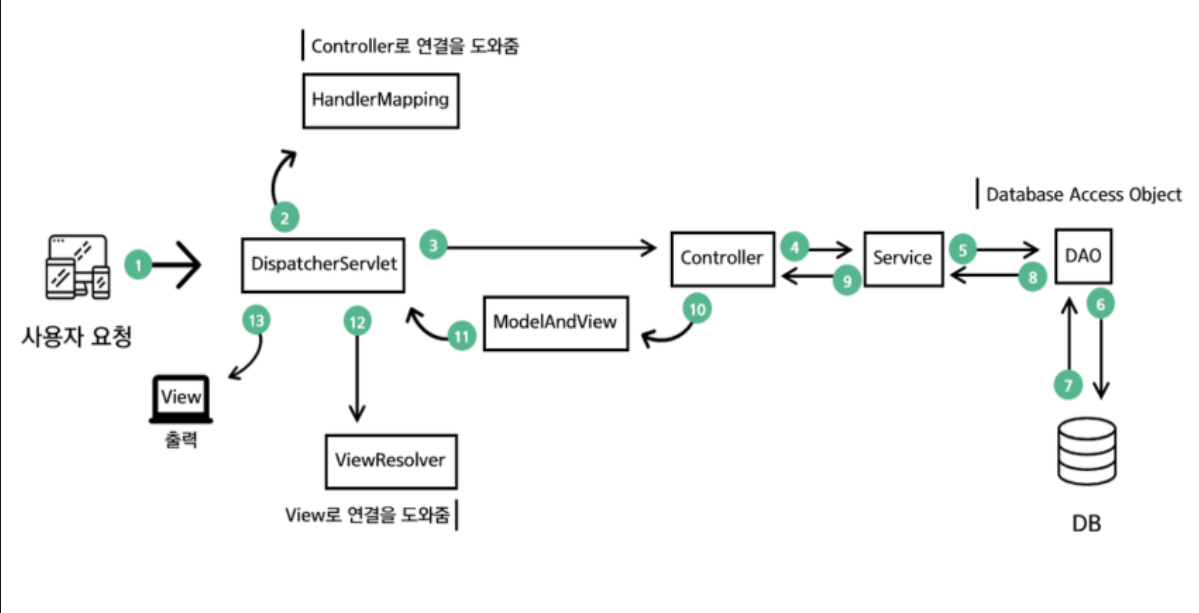 Controller로 연결을 도와줌
HandlerMapping
2
Database Access Object
1
DispatcherServlet
3
Controller
4
9
Service
5
8
DAO
사용자 요청
13
12
11
ModelAndView
10
6
7
View
출력
ViewResolver
View로 연결을 도와줌
DB